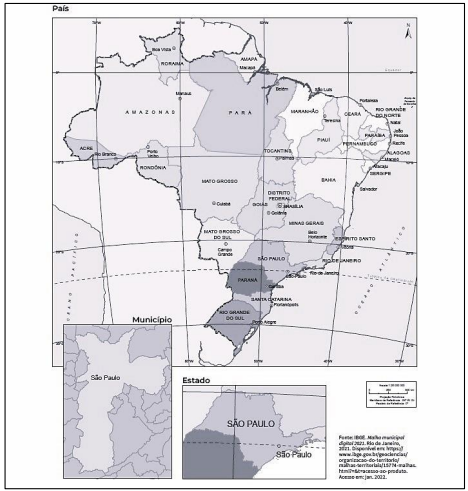 País
Boa Vista
RORAIMA
AMAPÁ
Macapá
Belém
São Luís
Manaus
AMAZONAS
PARÁ
MARANHÃO
Fortaleza
CEARÁ
RIO GRANDE
DO NORTE
Natal
Teresina
PIAUÍ
PARAÍBA
João
Pessoa
PERNAMBUCO
Recife
ALAGOAS
Maceió
Aracaju
SERGIPE
ACRE
Rio Branco
Porto
Velho
RONDÔNIA
TOCANTINS
Palmas
BAHIA
Salvador
MATO GROSSO
Cuiabá
DISTRITO
FEDERAL
BRASÍLIA
GOIÁS
Goiânia
MINAS GERAIS
Belo
Horizonte
ESPÍRITO SANTO
Vitória
MATO GROSSO
DO SUL
Campo
Grande
SÃO PAULO
São Paulo
RIO DE JANEIRO
Rio de Janeiro
PARANÁ
Curitiba
SANTA CATARINA
Florianópolis
RIO GRANDE
DO SUL
Porto Alegre
OCEANO PACÍFICO
OCEANO ATLÂNTICO
N
Município
São Paulo
Estado
SÃO PAULO
São Paulo
Fonte: IBGE. Malha municipal
digital 2021. Rio de Janeiro,
2021. Disponível em: https://
www.ibge.gov.br/geociencias/
organizacao-do-territorio/
malhas-territoriais/15774-malhas.
html?=&t=acesso-ao-produto.
Acesso em: jan. 2022.